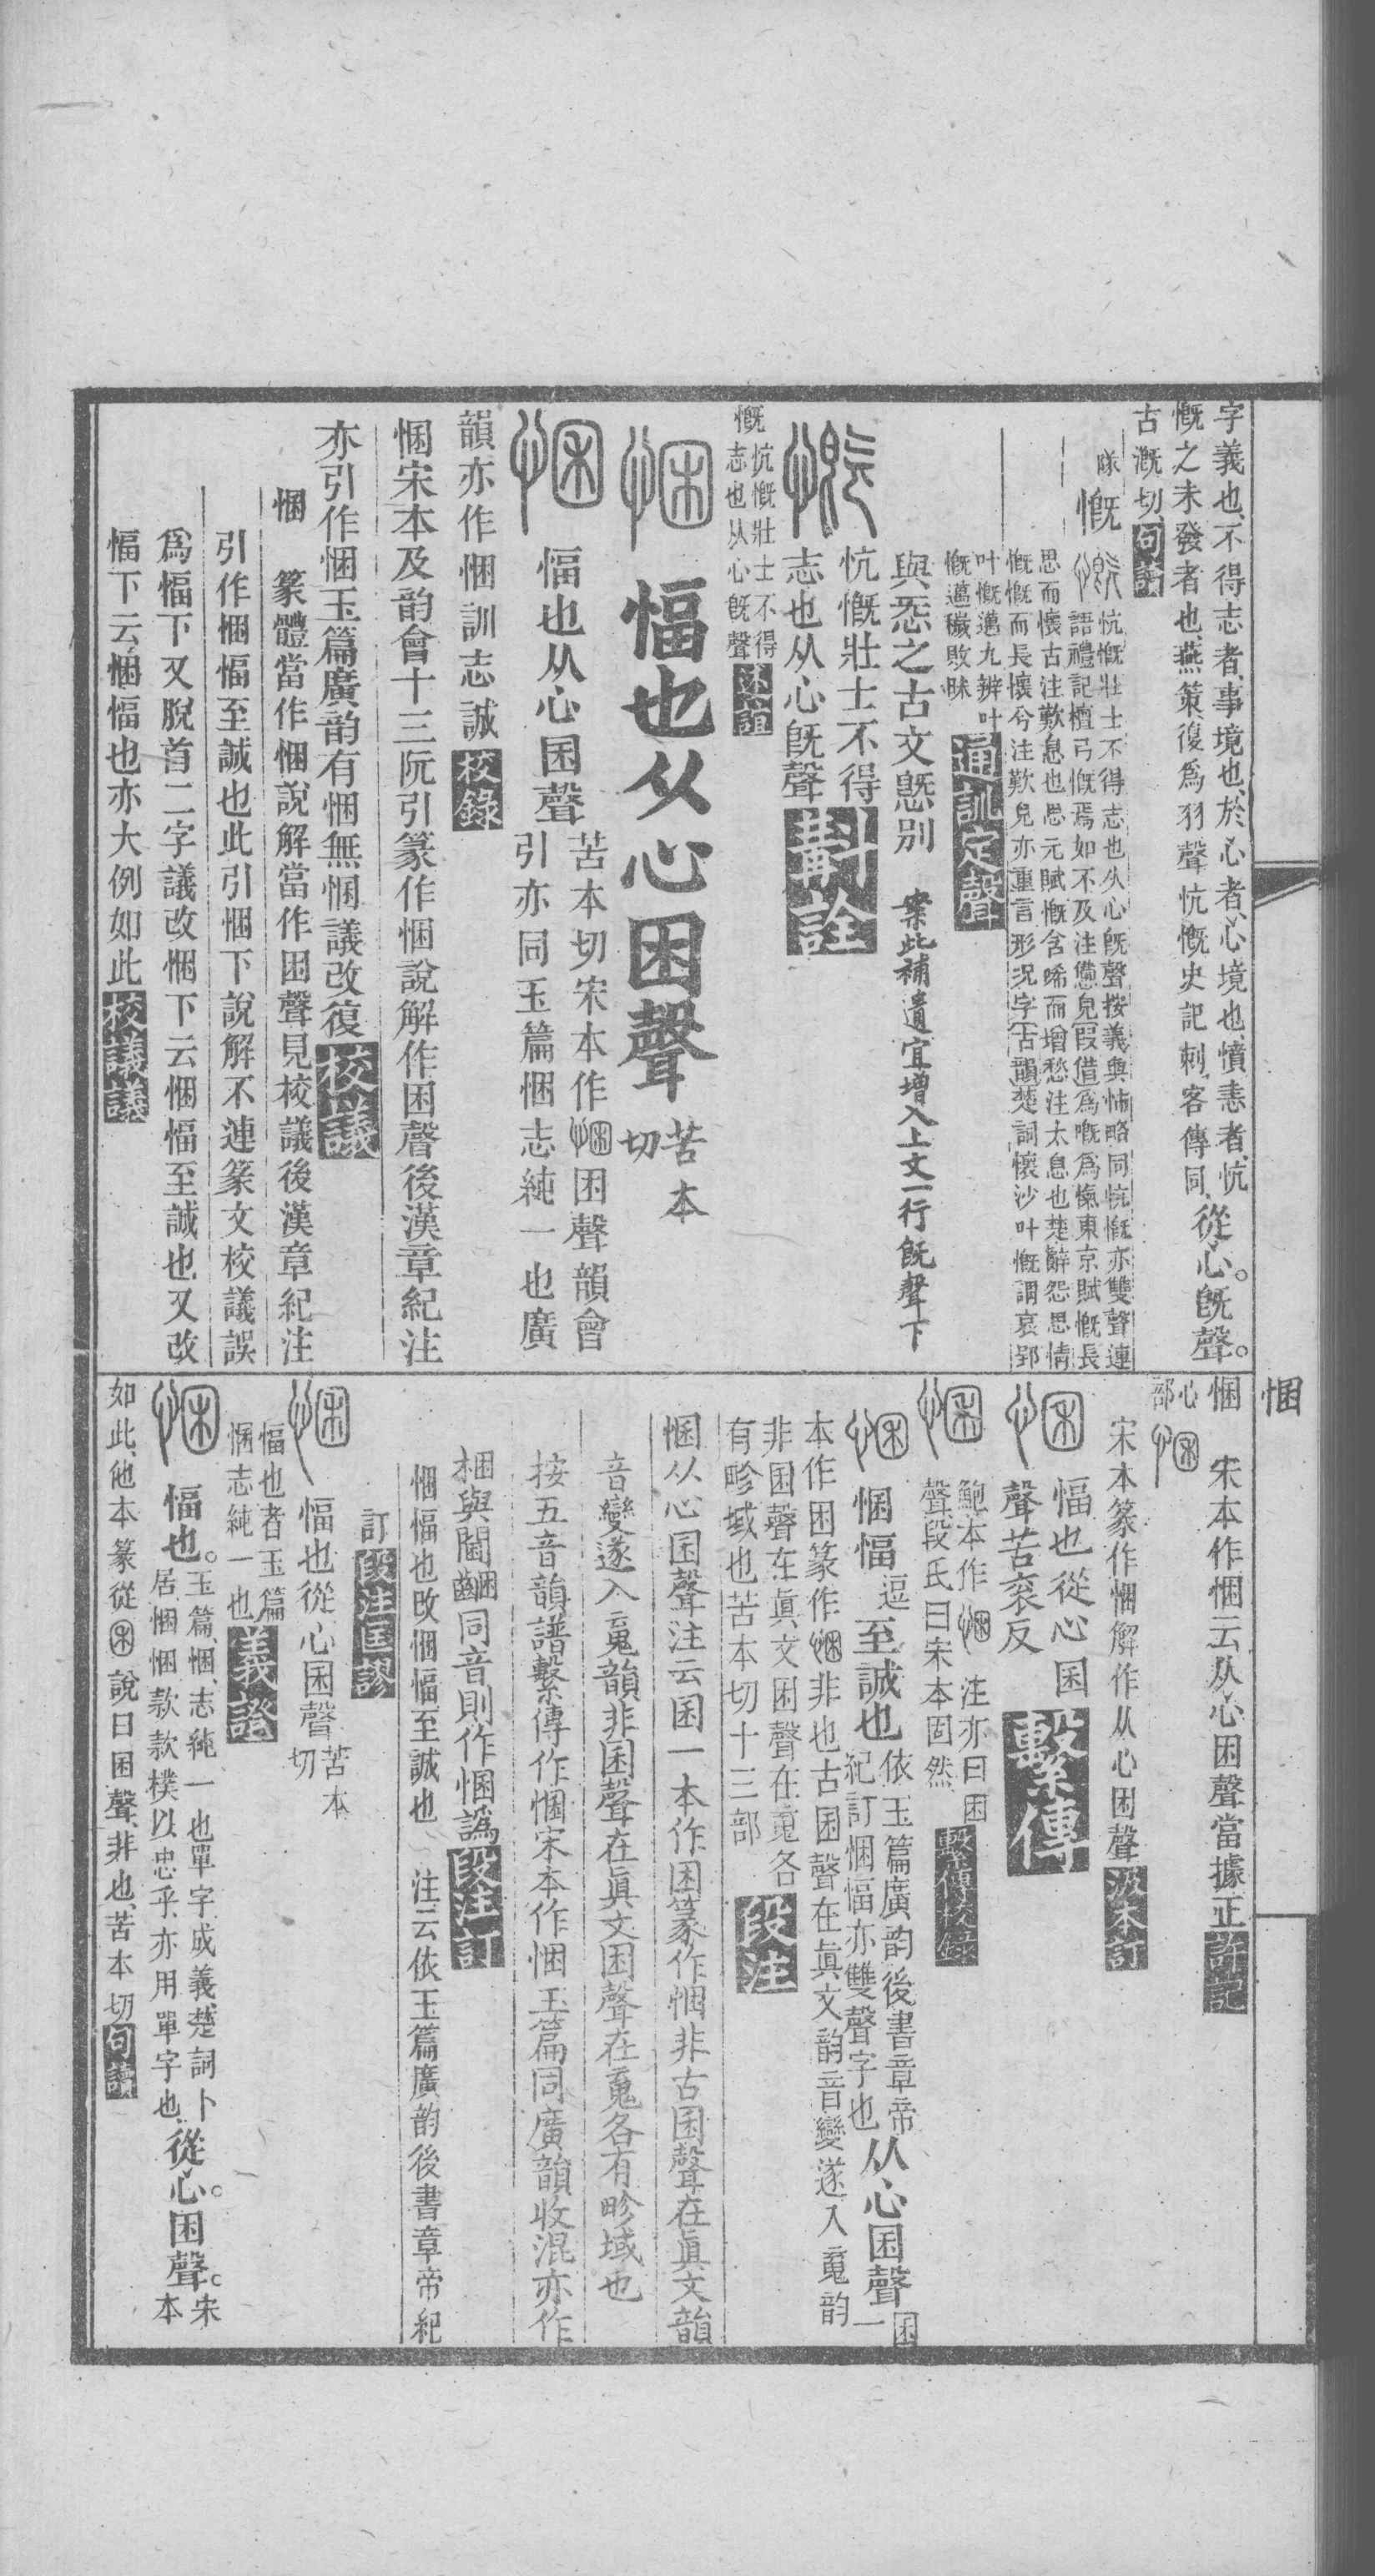 字義也、不得志者、事境也、於心者、心境也、憤恚者、忼
慨之未發者也、燕策、復爲羽聲忼慨、史記刺客傳同、從心。旣聲。
古漑切、句讀
隊
慨 忼慨壯士不得志也从心旣聲按義與愾略同忼慨亦雙聲連
語禮記檀弓慨焉如不及注憊皃叚借爲嘅爲愾東京賦慨長
思而懷古注歎息也思元賦慨含唏而增愁注太息也楚辭怨思情
慨慨而長懷兮注歎皃亦重言形況字古韻楚詞懷沙叶慨謂哀郢
叶慨邁九辨叶
慨邁穢敗昧 通訓定聲
與㤅之古文旣別 案此補遺宜增入上文一行旣聲下
忼慨壯士不得
志也从心旣聲 斠詮
忼慨壯士不得
慨志也从心旣聲 述誼
愊也从心困聲 苦本
切
愊也从心困聲 苦本切宋本作 困聲韻會
引亦同玉篇悃志純一也廣
韻亦作悃訓志誠 校錄
悃宋本及韵會十三阮引篆作悃說解作困聲後漢章紀注
亦引作悃玉篇廣韵有悃無悃議改復 校議
悃 篆體當作悃說解當作困聲見校議後漢章紀注
引作悃愊至誠也此引悃下說解不連篆文校議誤
爲愊下又脫首二字議改悃下云悃愊至誠也又改
愊下云悃愊也亦大例如此 校議議
悃 宋本作悃云从心困聲當據正 許記
心
部
宋本篆作悃解作从心困聲 汲本訂
愊也從心困
聲苦袞反 繫傳
鮑本作 注亦曰困
聲段氏曰宋本固然 繫傳校錄
悃愊 逗 至誠也 依玉篇廣韵後書章帝
紀訂悃愊亦雙聲字也 从心困聲 困一
本作困篆作 非也古困聲在眞文韵音變遂入䰟韵
非困聲在眞文困聲在䰟各
有畛域也苦本切十三部 段注
悃从心困聲注云困一本作困篆作悃非古困聲在眞文韻
音變遂入䰟韻非困聲在眞文困聲在䰟各有畛域也
按五音韻譜繫傳作悃宋本作悃玉篇同廣韻收混亦作
梱與閫齫同音則作悃譌 段注訂
悃愊也改悃愊至誠也 注云依玉篇廣韵後書章帝紀
訂 段注匡謬
愊也從心困聲 苦本
切
愊也者玉篇
悃志純一也 義證
愊也。玉篇、悃、志純一也、單字成義、楚詞卜
居、悃悃款款、樸以忠乎、亦用單字也、從心。困聲。宋本
如此、他本篆從 、說曰困聲、非也、苦本切 句讀
悃